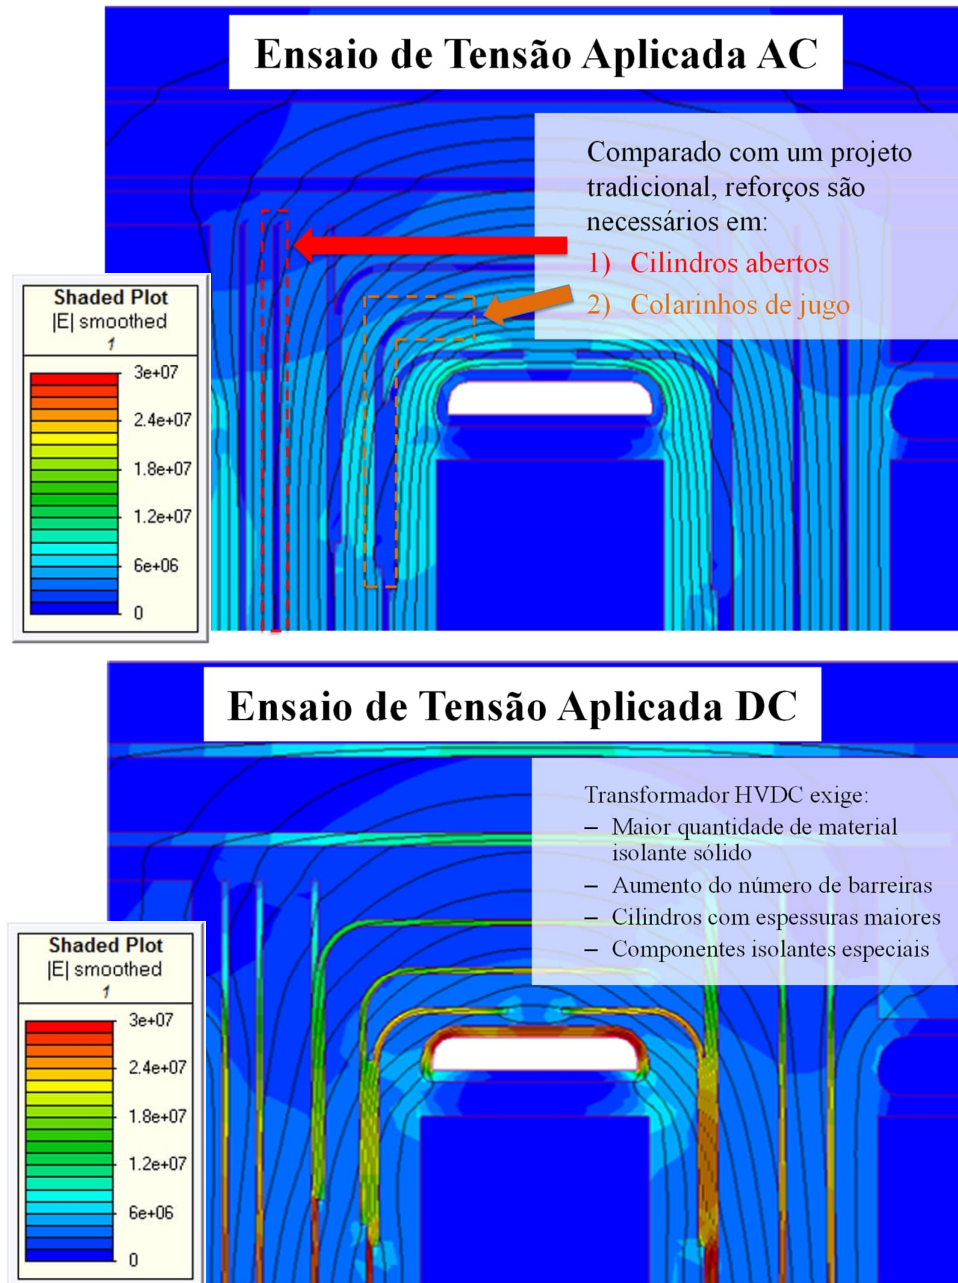 Ensaio de Tensão Aplicada AC
Comparado com um projeto
tradicional, reforços são
necessários em:
1) Cilindros abertos
2) Colarinhos de jugo
Shaded Plot
|E| smoothed
1
3e+07
2.4e+07
1.8e+07
1.2e+07
6e+06
0
Ensaio de Tensão Aplicada DC
Transformador HVDC exige:
– Maior quantidade de material
isolante sólido
– Aumento do número de barreiras
– Cilindros com espessuras maiores
– Componentes isolantes especiais
Shaded Plot
|E| smoothed
1
3e+07
2.4e+07
1.8e+07
1.2e+07
6e+06
0